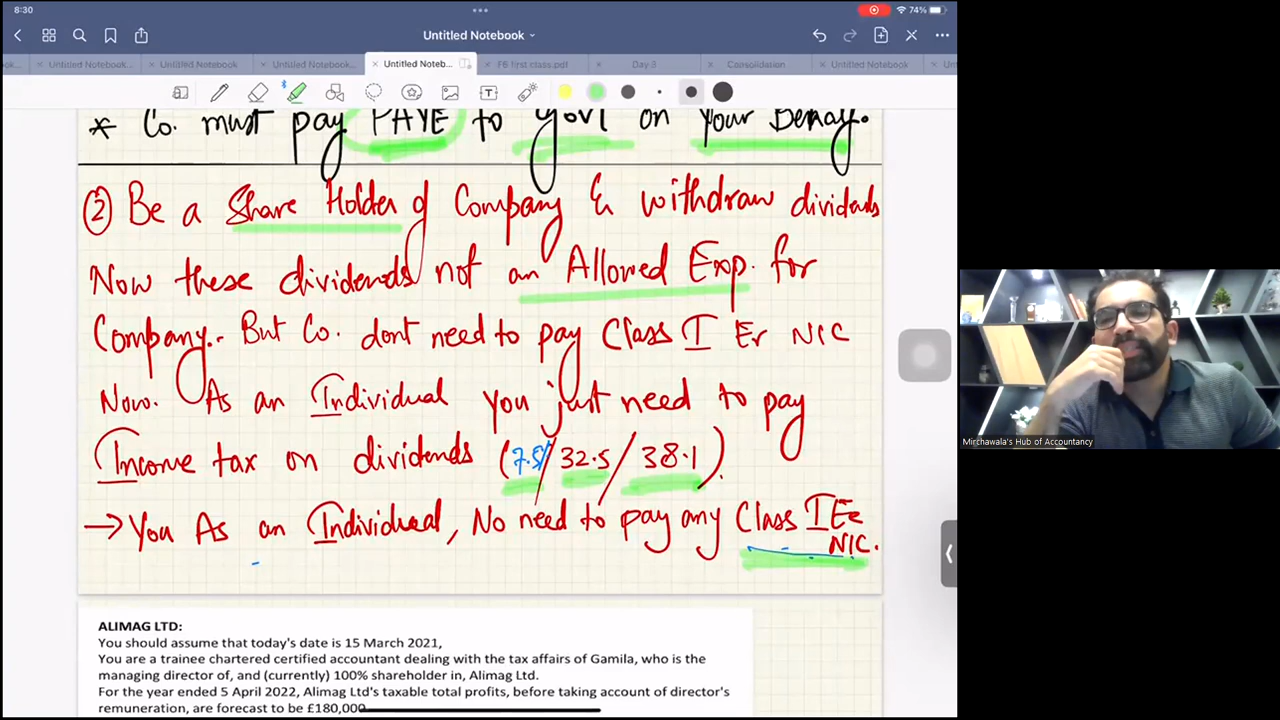 8:30
74%
Untitled Notebook
Untitled Notebook...
Untitled Notebook
Untitled Notebook...
Untitled Noteb...
F6 first class.pdf
Day 3
Consolidation
Untitled Notebook
* Co. must pay PAYE to Govt on Your Behalf.
② Be a Share Holder of Company & withdraw dividends
Now these dividends not an Allowed Exp. for
Company.. But Co. dont need to pay Class I Er NIC
Now. As an Individual You just need to pay
Income tax on dividends (7.5/32.5/38.1).
→ You As an Individual, No need to pay any Class I Ee
NIC.
ALIMAG LTD:
You should assume that today's date is 15 March 2021,
You are a trainee chartered certified accountant dealing with the tax affairs of Gamila, who is the
managing director of, and (currently) 100% shareholder in, Alimag Ltd.
For the year ended 5 April 2022, Alimag Ltd's taxable total profits, before taking account of director's
remuneration, are forecast to be £180,000
Mirchawala's Hub of Accountancy